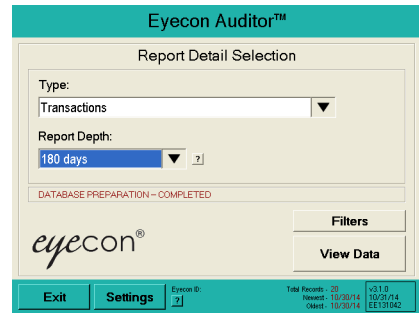 Eyecon Auditor™
Report Detail Selection
Type:
Transactions
Report Depth:
180 days
?
DATABASE PREPARATION – COMPLETED
eyecon®
Filters
View Data
Exit
Settings
Eyecon ID:
?
Total Records - 20
Newest - 10/30/14
Oldest - 10/30/14
v3.1.0
10/31/14
EE131042